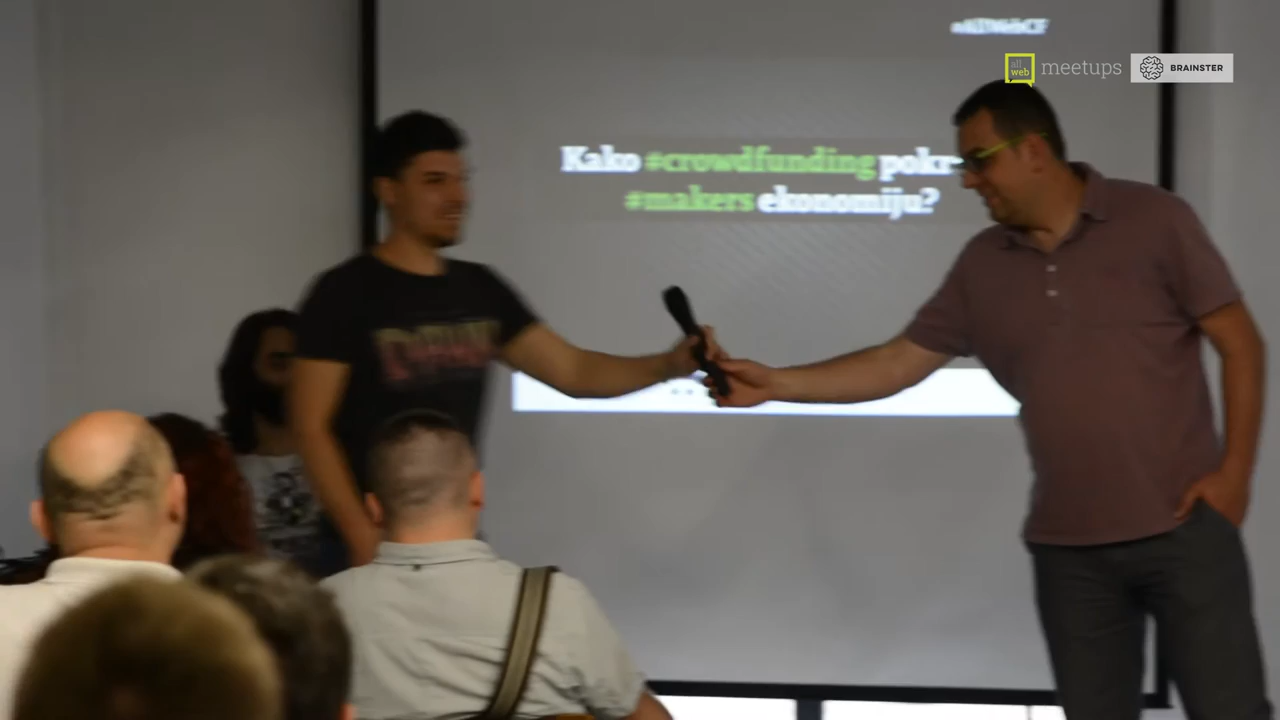 all
web
meetups
BRAINSTER
Kako #crowdfunding
#makers ekonomiju?